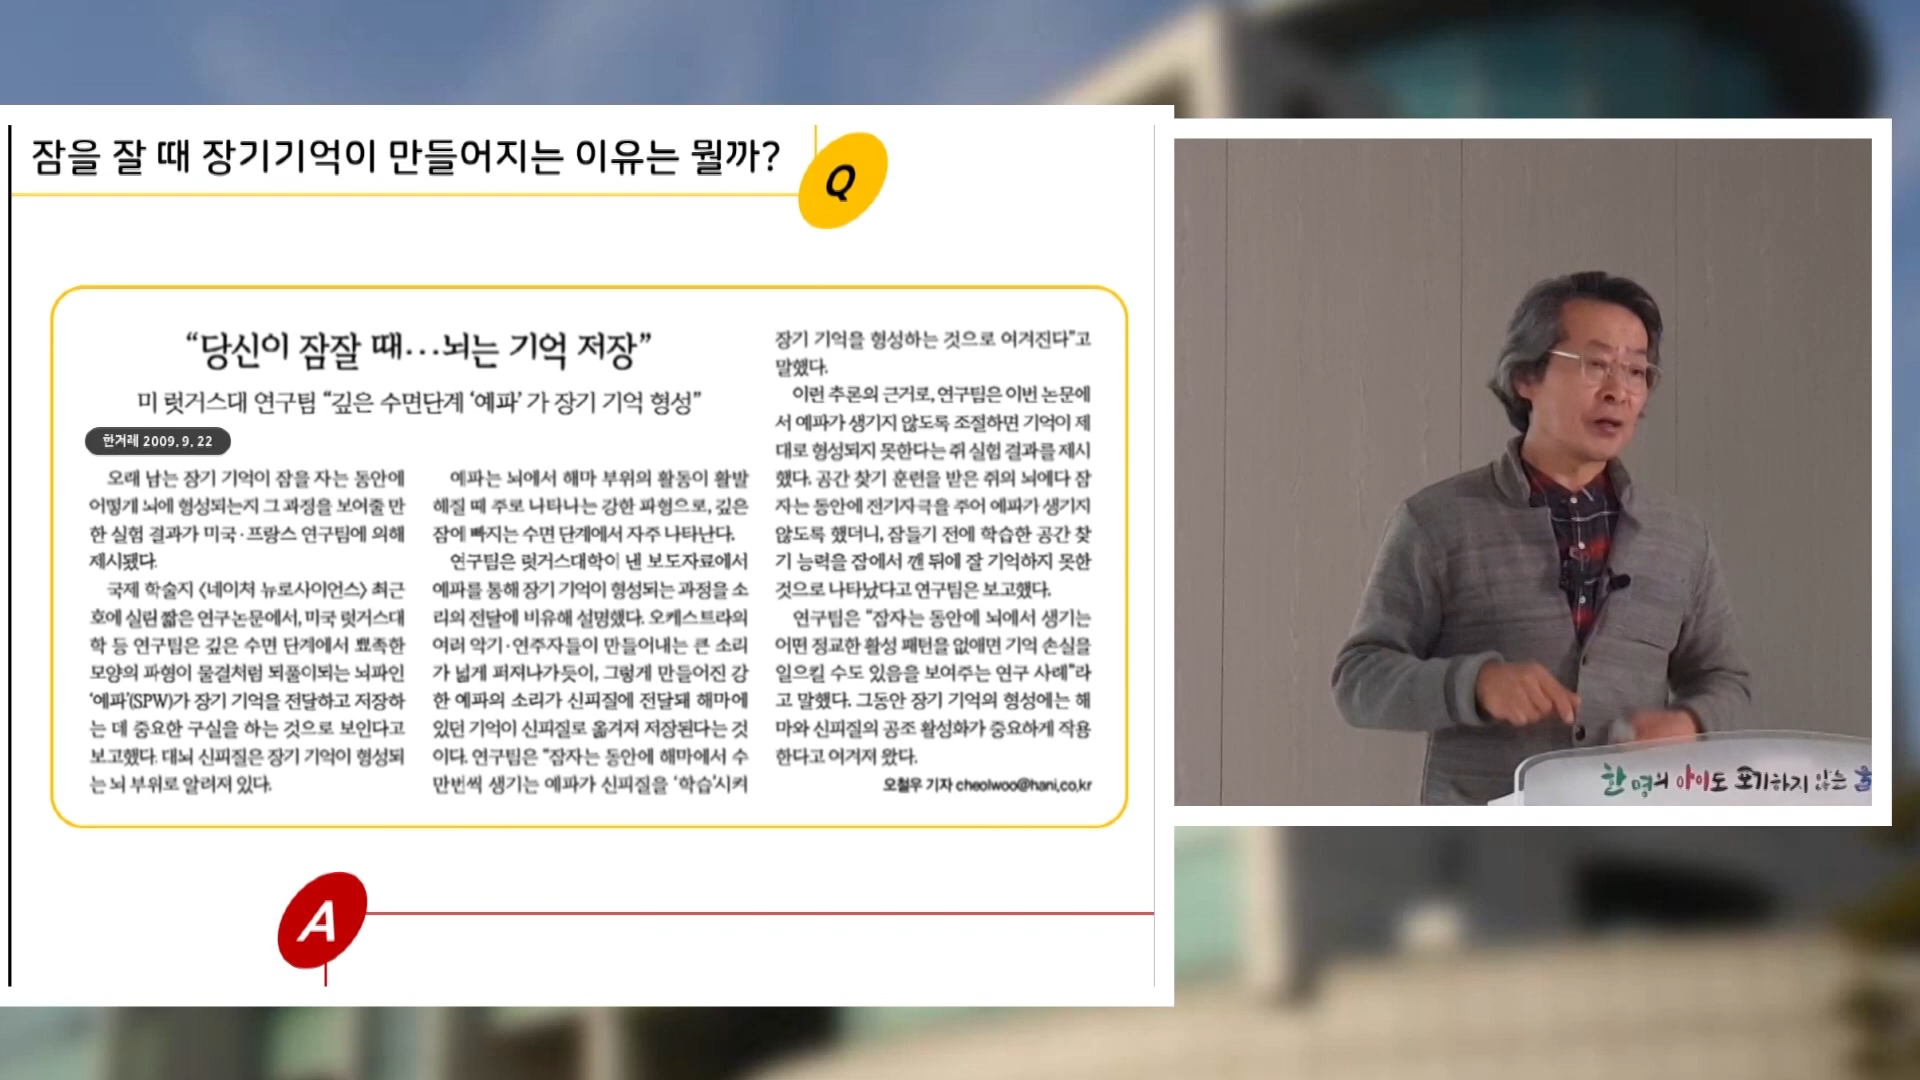 잠을 잘 때 장기기억이 만들어지는 이유는 뭘까?
Q
“당신이 잠잘 때…뇌는 기억 저장”
미 럿거스대 연구팀 “깊은 수면단계 ‘예파’ 가 장기 기억 형성”
한겨레 2009. 9. 22
오래 남는 장기 기억이 잠을 자는 동안에
어떻게 뇌에 형성되는지 그 과정을 보여줄 만
한 실험 결과가 미국·프랑스 연구팀에 의해
제시됐다.
국제 학술지 〈네이처 뉴로사이언스〉 최근
호에 실린 짧은 연구논문에서, 미국 럿거스대
학 등 연구팀은 깊은 수면 단계에서 뾰족한
모양의 파형이 물결처럼 되풀이되는 뇌파인
‘예파’(SPW)가 장기 기억을 전달하고 저장하
는 데 중요한 구실을 하는 것으로 보인다고
보고했다. 대뇌 신피질은 장기 기억이 형성되
는 뇌 부위로 알려져 있다.
예파는 뇌에서 해마 부위의 활동이 활발
해질 때 주로 나타나는 강한 파형으로, 깊은
잠에 빠지는 수면 단계에서 자주 나타난다.
연구팀은 럿거스대학이 낸 보도자료에서
예파를 통해 장기 기억이 형성되는 과정을 소
리의 전달에 비유해 설명했다. 오케스트라의
여러 악기·연주자들이 만들어내는 큰 소리
가 넓게 퍼져나가듯이, 그렇게 만들어진 강
한 예파의 소리가 신피질에 전달돼 해마에
있던 기억이 신피질로 옮겨져 저장된다는 것
이다. 연구팀은 “잠자는 동안에 해마에서 수
만번씩 생기는 예파가 신피질을 ‘학습’시켜
장기 기억을 형성하는 것으로 여겨진다”고
말했다.
이런 추론의 근거로, 연구팀은 이번 논문에
서 예파가 생기지 않도록 조절하면 기억이 제
대로 형성되지 못한다는 쥐 실험 결과를 제시
했다. 공간 찾기 훈련을 받은 쥐의 뇌에다 잠
자는 동안에 전기자극을 주어 예파가 생기지
않도록 했더니, 잠들기 전에 학습한 공간 찾
기 능력을 잠에서 깬 뒤에 잘 기억하지 못한
것으로 나타났다고 연구팀은 보고했다.
연구팀은 “잠자는 동안에 뇌에서 생기는
어떤 정교한 활성 패턴을 없애면 기억 손실을
일으킬 수도 있음을 보여주는 연구 사례”라
고 말했다. 그동안 장기 기억의 형성에는 해
마와 신피질의 공조 활성화가 중요하게 작용
한다고 여겨져 왔다.
오철우 기자 cheolwoo@hani.co.kr
A
한 명의 아이도 포기하지 않는